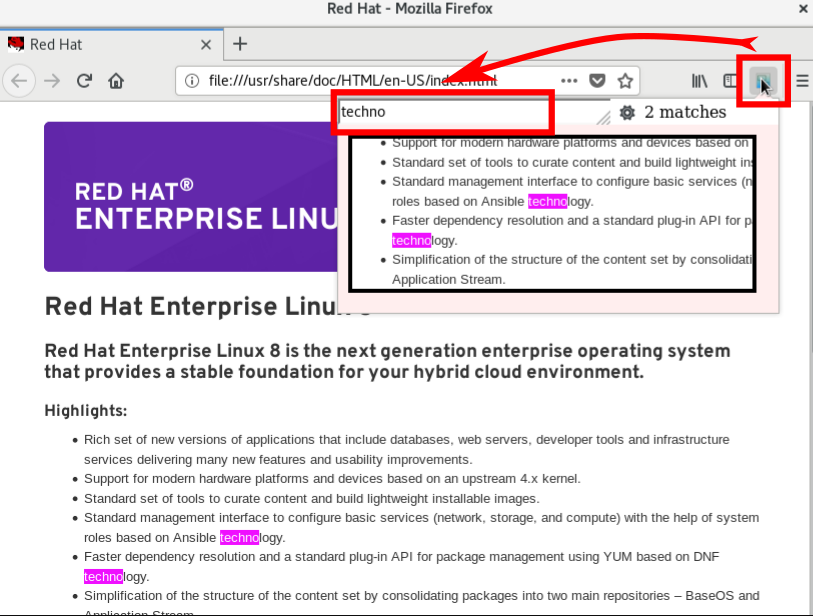 Red Hat - Mozilla Firefox
Red Hat
file:///usr/share/doc/HTML/en-US/index.html
techno
2 matches
Support for modern hardware platforms and devices based on
Standard set of tools to curate content and build lightweight ins
Standard management interface to configure basic services (n
roles based on Ansible technology.
Faster dependency resolution and a standard plug-in API for pa
technology.
Simplification of the structure of the content set by consolidati
Application Stream.
RED HAT®
ENTERPRISE LINU
Red Hat Enterprise Linux 8
Red Hat Enterprise Linux 8 is the next generation enterprise operating system
that provides a stable foundation for your hybrid cloud environment.
Highlights:
Rich set of new versions of applications that include databases, web servers, developer tools and infrastructure
services delivering many new features and usability improvements.
Support for modern hardware platforms and devices based on an upstream 4.x kernel.
Standard set of tools to curate content and build lightweight installable images.
Standard management interface to configure basic services (network, storage, and compute) with the help of system
roles based on Ansible technology.
Faster dependency resolution and a standard plug-in API for package management using YUM based on DNF
technology.
Simplification of the structure of the content set by consolidating packages into two main repositories – BaseOS and
Application Stream.